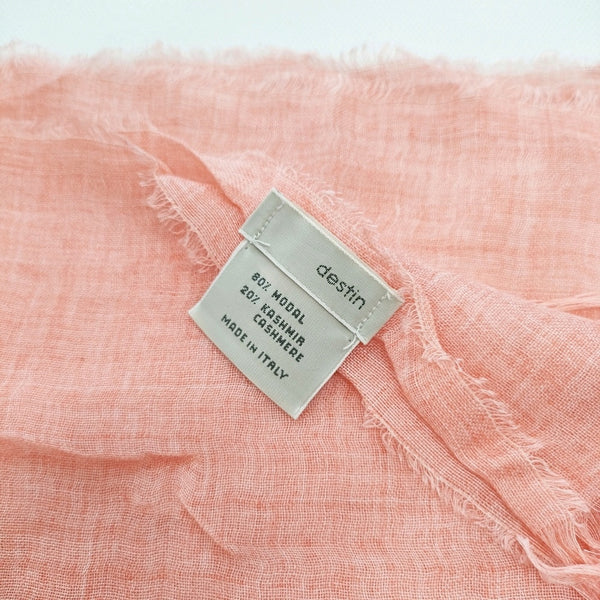 destin
80% MODAL
20% KASHMIR
CASHMERE
MADE IN ITALY